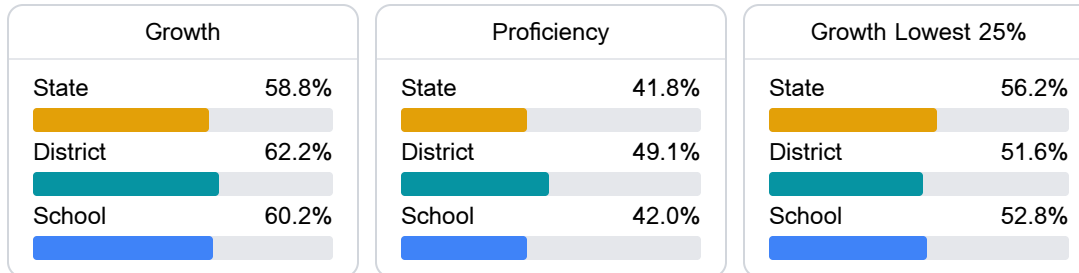 Growth
State 58.8%
District 62.2%
School 60.2%
Proficiency
State 41.8%
District 49.1%
School 42.0%
Growth Lowest 25%
State 56.2%
District 51.6%
School 52.8%